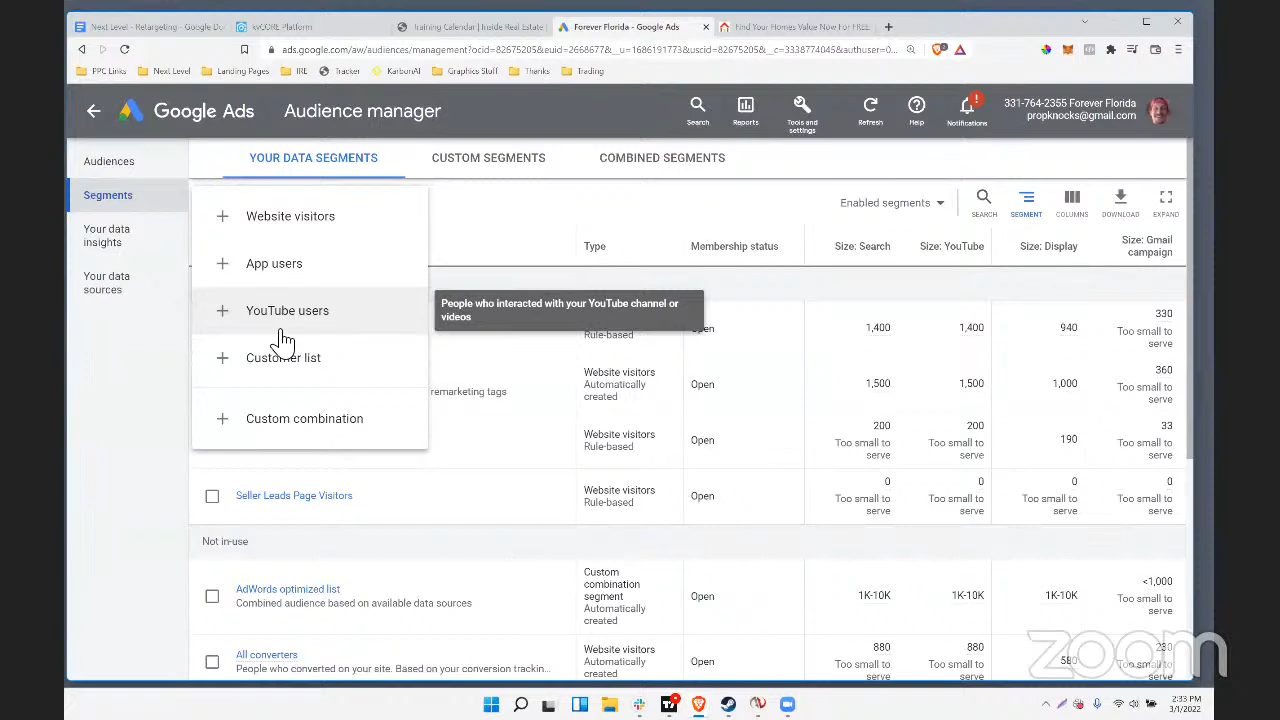 Next Level - Retargeting - Google Do
kvCORE Platform
Training Calendar | Inside Real Estate
Forever Florida - Google Ads
Find Your Homes Value Now FOR FREE
ads.google.com/aw/audiences/management?ocid=82675205&euid=2668677&__u=1686191773&uscid=82675205&__c=3338774045&authuser=0...
PPC Links
Next Level
Landing Pages
IRE
Tracker
KarbonAI
Graphics Stuff
Thanks
Trading
Google Ads
Audience manager
Search
Reports
Tools and
settings
Refresh
Help
Notifications
331-764-2355 Forever Florida
propknocks@gmail.com
Audiences
Segments
Your data
insights
Your data
sources
YOUR DATA SEGMENTS
CUSTOM SEGMENTS
COMBINED SEGMENTS
Website visitors
App users
YouTube users
Customer list
Custom combination
People who interacted with your YouTube channel or
videos
Enabled segments
SEARCH
SEGMENT
COLUMNS
DOWNLOAD
EXPAND
Type
Membership status
Size: Search
Size: YouTube
Size: Display
Size: Gmail
campaign
Rule-based
1,400
1,400
940
330
Too small to
serve
remarketing tags
Website visitors
Automatically
created
Open
1,500
1,500
1,000
360
Too small to
serve
Website visitors
Rule-based
Open
200
Too small to
serve
200
Too small to
serve
190
33
Too small to
serve
Seller Leads Page Visitors
Website visitors
Rule-based
Open
0
Too small to
serve
0
Too small to
serve
0
Too small to
serve
0
Too small to
serve
Not in-use
AdWords optimized list
Combined audience based on available data sources
Custom
combination
segment
Automatically
created
Open
1K-10K
1K-10K
1K-10K
<1,000
Too small to
serve
All converters
People who converted on your site. Based on your conversion trackin...
Website visitors
Automatically
created
Open
880
880
580
230
Too small to
serve
zoom
2:33 PM
3/1/2022